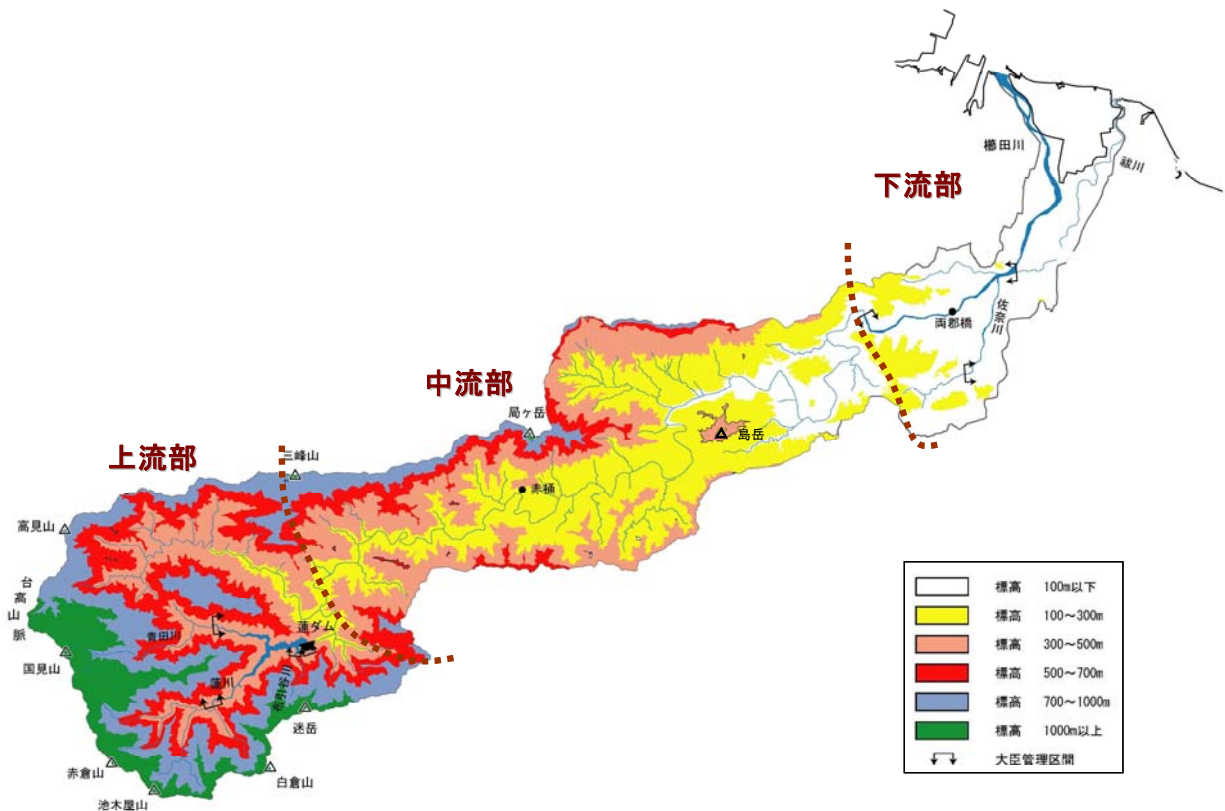 櫛田川
祓川
下流部
佐奈川
両郡橋
中流部
局ヶ岳
島岳
上流部
三峰山
赤桶
高見山
台高山脈
蓮ダム
青田川
国見山
蓮川
布引谷川
迷岳
赤倉山
白倉山
池木屋山
標高 100m以下
標高 100～300m
標高 300～500m
標高 500～700m
標高 700～1000m
標高 1000m以上
大臣管理区間